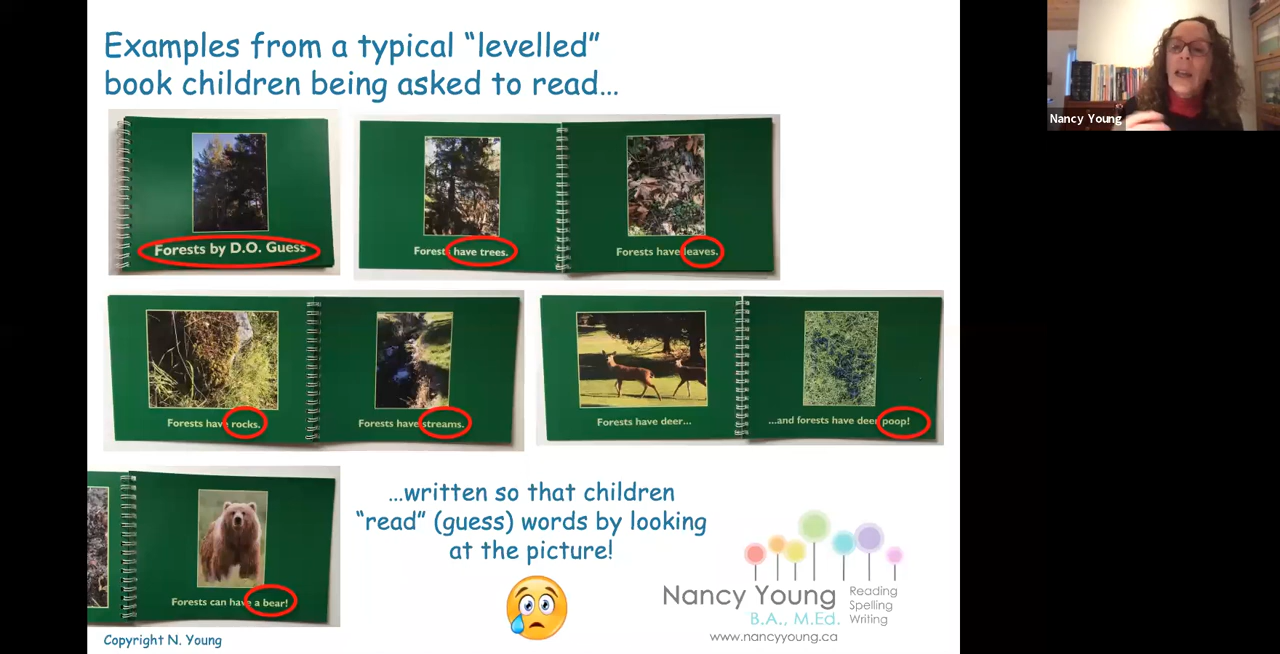 Examples from a typical “levelled”
book children being asked to read…
Nancy Young
Forests by D.O. Guess
Forests have trees.
Forests have leaves.
Forests have rocks.
Forests have streams.
Forests have deer...
...and forests have deer poop!
Forests can have a bear!
…written so that children
“read” (guess) words by looking
at the picture!
Nancy Young
B.A., M.Ed.
Reading
Spelling
Writing
www.nancyyoung.ca
Copyright N. Young